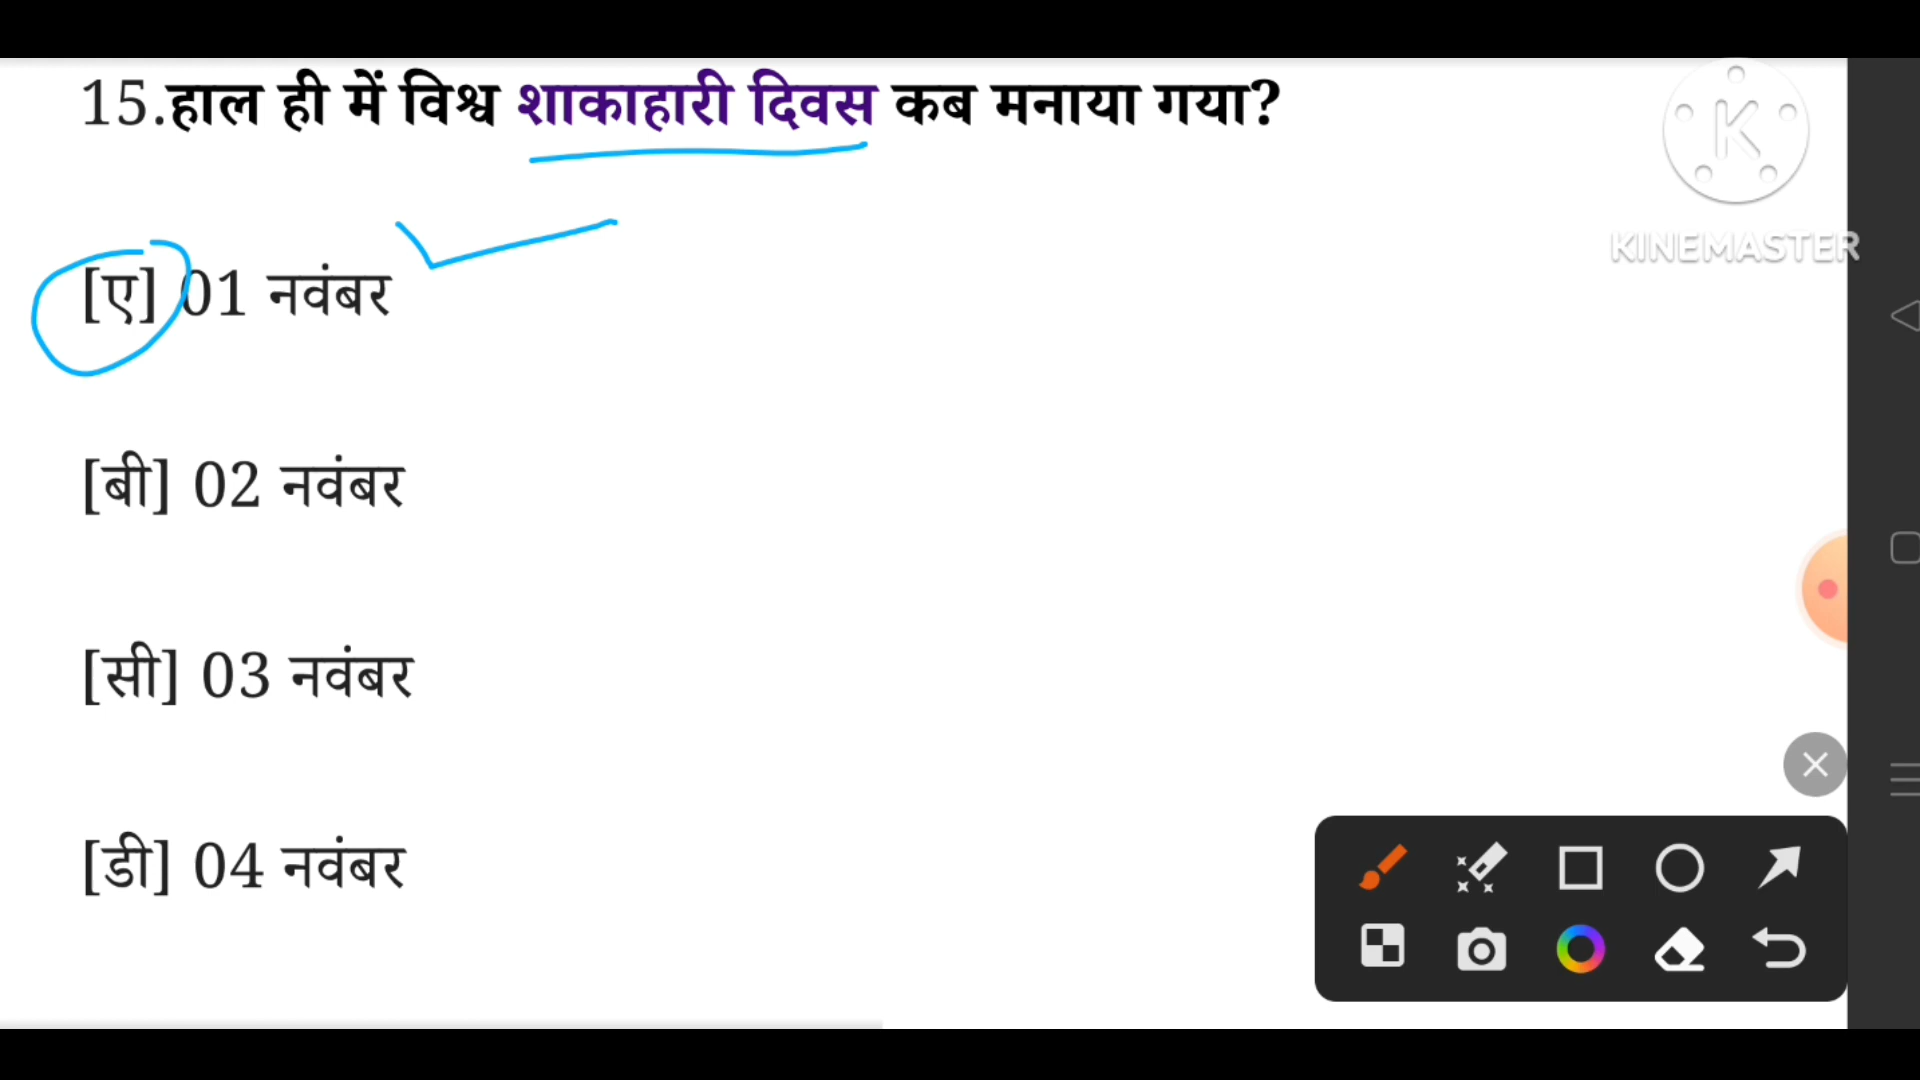 15.हाल ही में विश्व शाकाहारी दिवस कब मनाया गया?
K
KINEMASTER
[ए] 01 नवंबर
[बी] 02 नवंबर
[सी] 03 नवंबर
[डी] 04 नवंबर